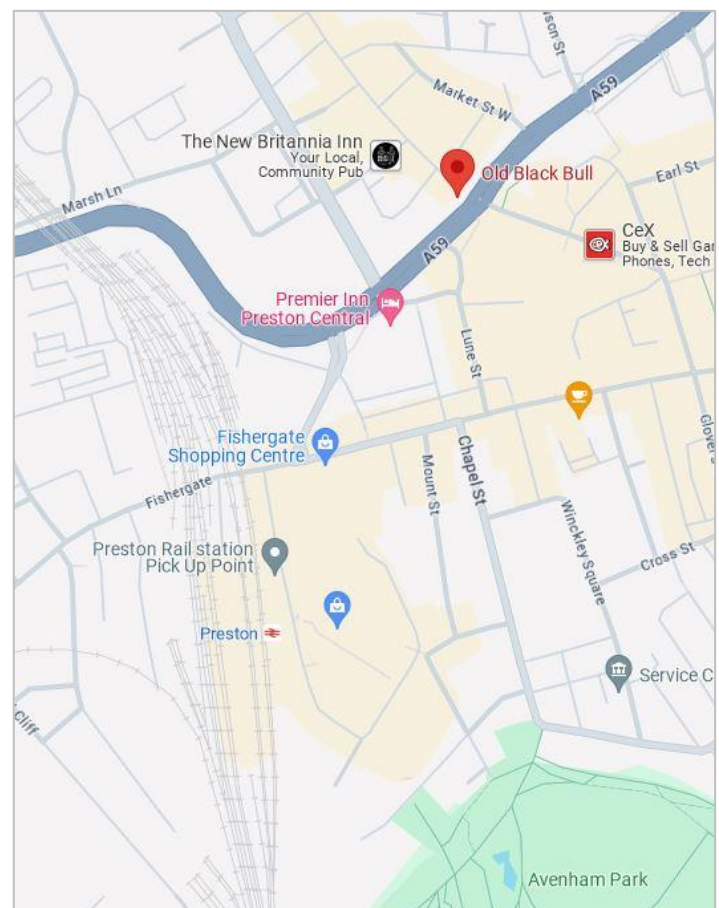 Market St W
A59
The New Britannia Inn
Your Local,
Community Pub
Old Black Bull
Earl St
Marsh Ln
CeX
Buy & Sell Gar
Phones, Tech
A59
Premier Inn
Preston Central
Lune St
Fishergate
Shopping Centre
Chapel St
Mount St
Fishergate
Winckley Square
Preston Rail station
Pick Up Point
Cross St
Preston
Service C
Cliff
Avenham Park